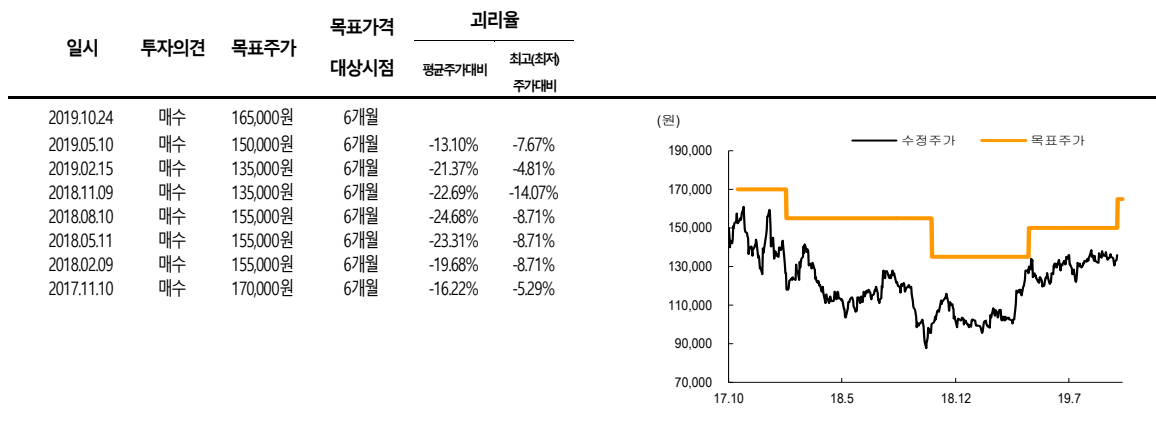 일시 투자의견 목표주가 목표가격 대상시점 괴리율
평균주가대비 최고(최저) 주가대비
2019.10.24 매수 165,000원 6개월
2019.05.10 매수 150,000원 6개월 -13.10% -7.67%
2019.02.15 매수 135,000원 6개월 -21.37% -4.81%
2018.11.09 매수 135,000원 6개월 -22.69% -14.07%
2018.08.10 매수 155,000원 6개월 -24.68% -8.71%
2018.05.11 매수 155,000원 6개월 -23.31% -8.71%
2018.02.09 매수 155,000원 6개월 -19.68% -8.71%
2017.11.10 매수 170,000원 6개월 -16.22% -5.29%
(원)
수정주가 목표주가
190,000
170,000
150,000
130,000
110,000
90,000
70,000
17.10 18.5 18.12 19.7